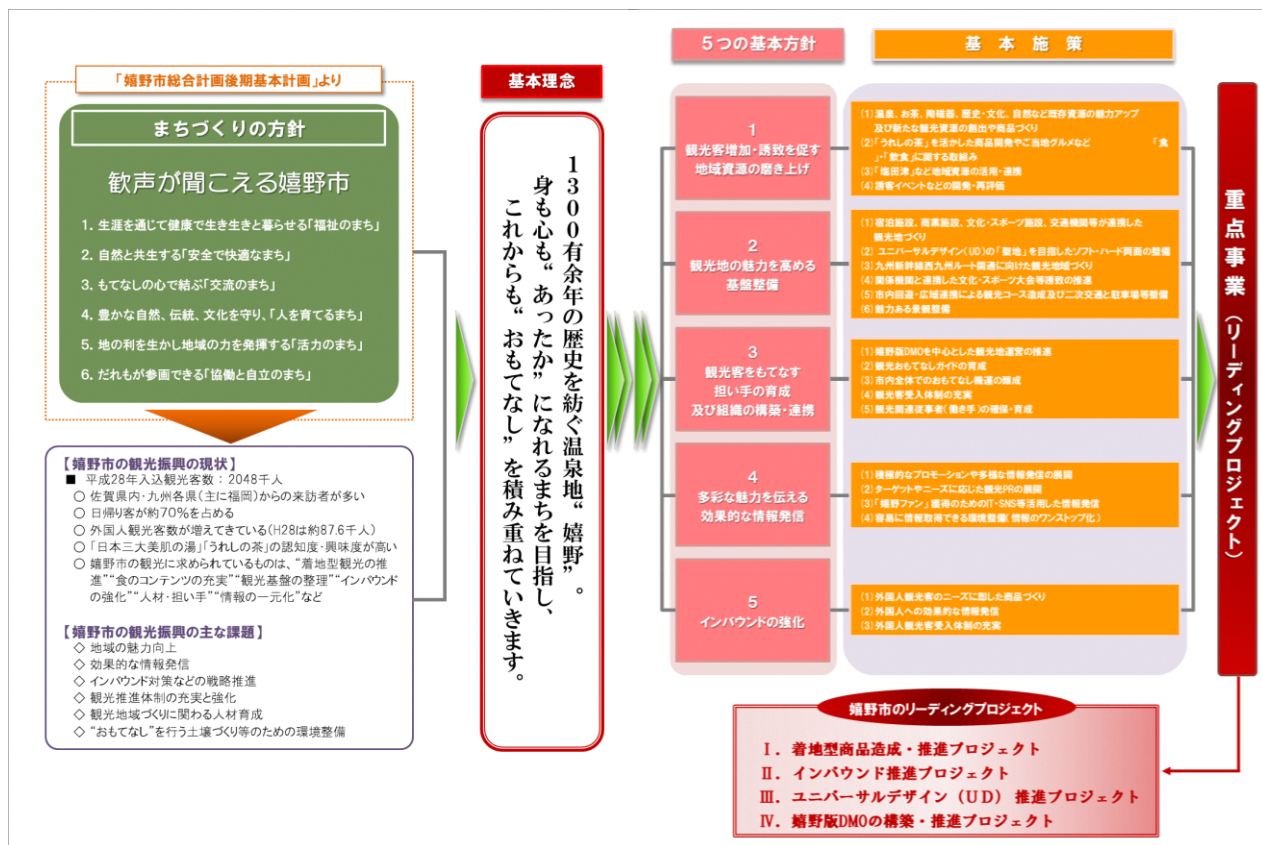 「嬉野市総合計画後期基本計画」より
まちづくりの方針
歓声が聞こえる嬉野市
1. 生涯を通じて健康で生き生きと暮らせる「福祉のまち」
2. 自然と共生する「安全で快適なまち」
3. もてなしの心で結ぶ「交流のまち」
4. 豊かな自然、伝統、文化を守り、「人を育てるまち」
5. 地の利を生かし地域の力を発揮する「活力のまち」
6. だれもが参画できる「協働と自立のまち」
【嬉野市の観光振興の現状】
■ 平成28年入込観光客数：2048千人
○ 佐賀県内・九州各県（主に福岡）からの来訪者が多い
○ 日帰り客が約70％を占める
○ 外国人観光客数が増えてきている（H28は約87.6千人）
○ 「日本三大美肌の湯」「うれしの茶」の認知度・興味度が高い
○ 嬉野市の観光に求められているものは、“着地型観光の推
進”“食のコンテンツの充実”“観光基盤の整理”“インバウンド
の強化”“人材・担い手”“情報の一元化”など
【嬉野市の観光振興の主な課題】
◇ 地域の魅力向上
◇ 効果的な情報発信
◇ インバウンド対策などの戦略推進
◇ 観光推進体制の充実と強化
◇ 観光地域づくりに関わる人材育成
◇ “おもてなし”を行う土壌づくり等のための環境整備
基本理念
1300有余年の歴史を紡ぐ温泉地“嬉野”。
身も心も“あったか”になれるまちを目指し、
これからも“おもてなし”を積み重ねていきます。
5つの基本方針
基本施策
1
観光客増加・誘致を促す
地域資源の磨き上げ
(1)温泉、お茶、陶磁器、歴史・文化、自然など既存資源の魅力アップ
及び新たな観光資源の創出や商品づくり
(2)「うれしの茶」を活かした商品開発やご当地グルメなど 「食
」・「飲食」に関する取組み
(3)「塩田津」など地域資源の活用・連携
(4)誘客イベントなどの開発・再評価
2
観光地の魅力を高める
基盤整備
(1)宿泊施設、商業施設、文化・スポーツ施設、交通機関等が連携した
観光地づくり
(2) ユニバーサルデザイン(UD)の「聖地」を目指したソフト・ハード両面の整備
(3)九州新幹線西九州ルート開通に向けた観光地域づくり
(4)関係機関と連携した文化・スポーツ大会等誘致の推進
(5)市内回遊・広域連携による観光コース造成及び二次交通と駐車場等整備
(6)魅力ある景観整備
3
観光客をもてなす
担い手の育成
及び組織の構築・連携
(1)嬉野版DMOを中心とした観光地運営の推進
(2)観光おもてなしガイドの育成
(3)市内全体でのおもてなし機運の醸成
(4)観光客受入体制の充実
(5)観光関連従事者(働き手)の確保・育成
4
多彩な魅力を伝える
効果的な情報発信
(1)積極的なプロモーションや多様な情報発信の展開
(2)ターゲットやニーズに応じた観光PRの展開
(3)「嬉野ファン」獲得のためのIT・SNS等活用した情報発信
(4)容易に情報取得できる環境整備(情報のワンストップ化)
5
インバウンドの強化
(1)外国人観光客のニーズに即した商品づくり
(2)外国人への効果的な情報発信
(3)外国人観光客受入体制の充実
重点事業（リーディングプロジェクト）
嬉野市のリーディングプロジェクト
Ⅰ. 着地型商品造成・推進プロジェクト
Ⅱ. インバウンド推進プロジェクト
Ⅲ. ユニバーサルデザイン（UD） 推進プロジェクト
Ⅳ. 嬉野版DMOの構築・推進プロジェクト